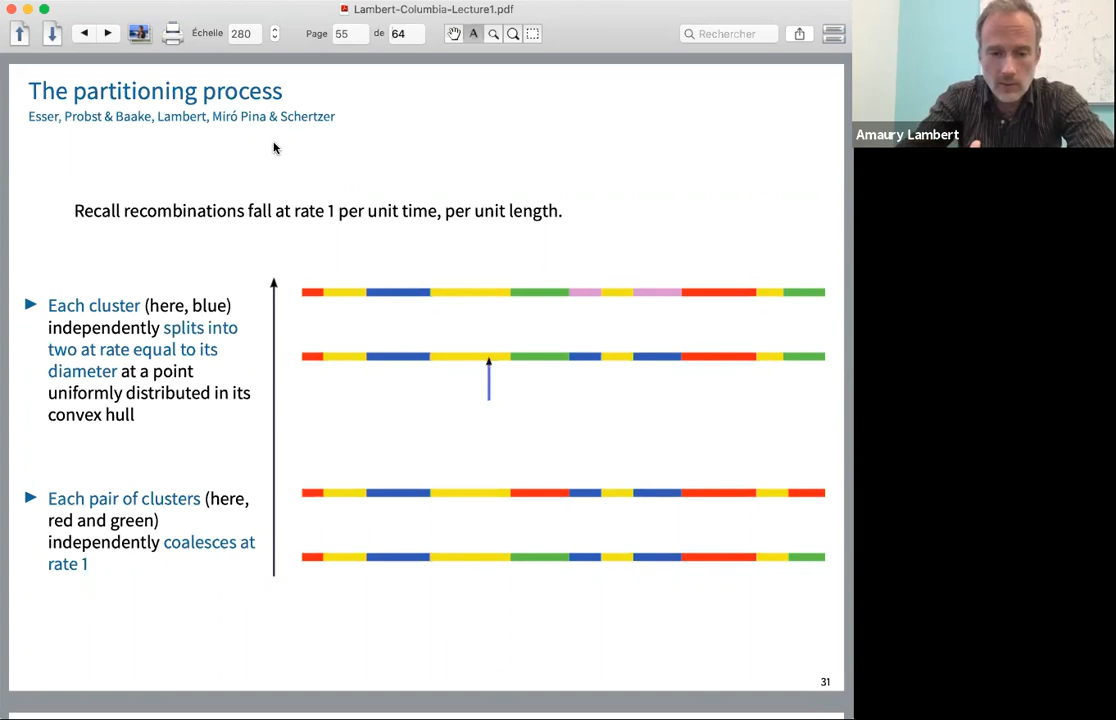 Lambert-Columbia-Lecture1.pdf
Échelle 280 Page 55 de 64 A Rechercher
The partitioning process
Esser, Probst & Baake, Lambert, Miró Pina & Schertzer
Amaury Lambert
Recall recombinations fall at rate 1 per unit time, per unit length.
Each cluster (here, blue)
independently splits into
two at rate equal to its
diameter at a point
uniformly distributed in its
convex hull
Each pair of clusters (here,
red and green)
independently coalesces at
rate 1
31